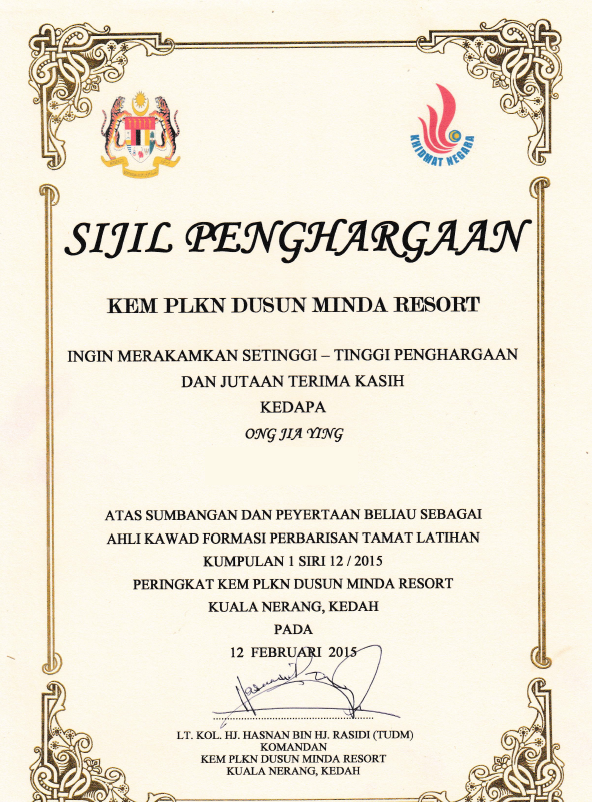 KHIDMAT NEGARA
SIJIL PENGHARGAAN
KEM PLKN DUSUN MINDA RESORT
INGIN MERAKAMKAN SETINGGI – TINGGI PENGHARGAAN
DAN JUTAAN TERIMA KASIH
KEDAPA
ONG JIA YING
ATAS SUMBANGAN DAN PEYERTAAN BELIAU SEBAGAI
AHLI KAWAD FORMASI PERBARISAN TAMAT LATIHAN
KUMPULAN 1 SIRI 12 / 2015
PERINGKAT KEM PLKN DUSUN MINDA RESORT
KUALA NERANG, KEDAH
PADA
12 FEBRUARI 2015
LT. KOL. HJ. HASNAN BIN HJ. RASIDI (TUDM)
KOMANDAN
KEM PLKN DUSUN MINDA RESORT
KUALA NERANG, KEDAH